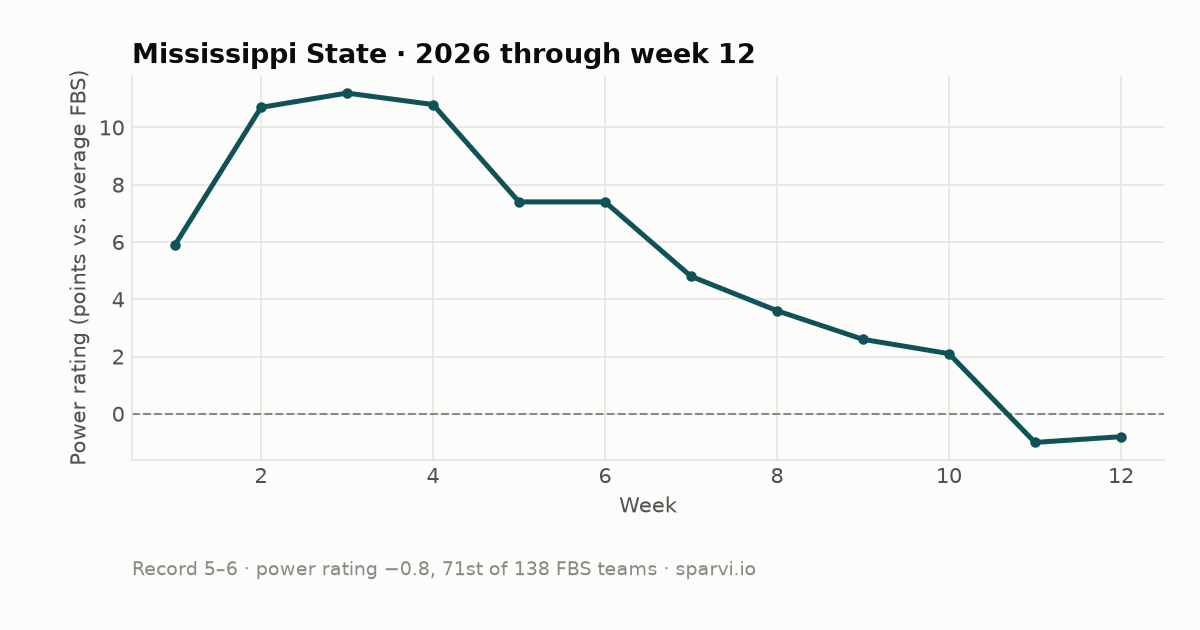 Mississippi State · 2026 through week 12
Power rating (points vs. average FBS)
10
8
6
4
2
0
2 4 6 8 10 12
Week
Record 5–6 · power rating −0.8, 71st of 138 FBS teams · sparvi.io